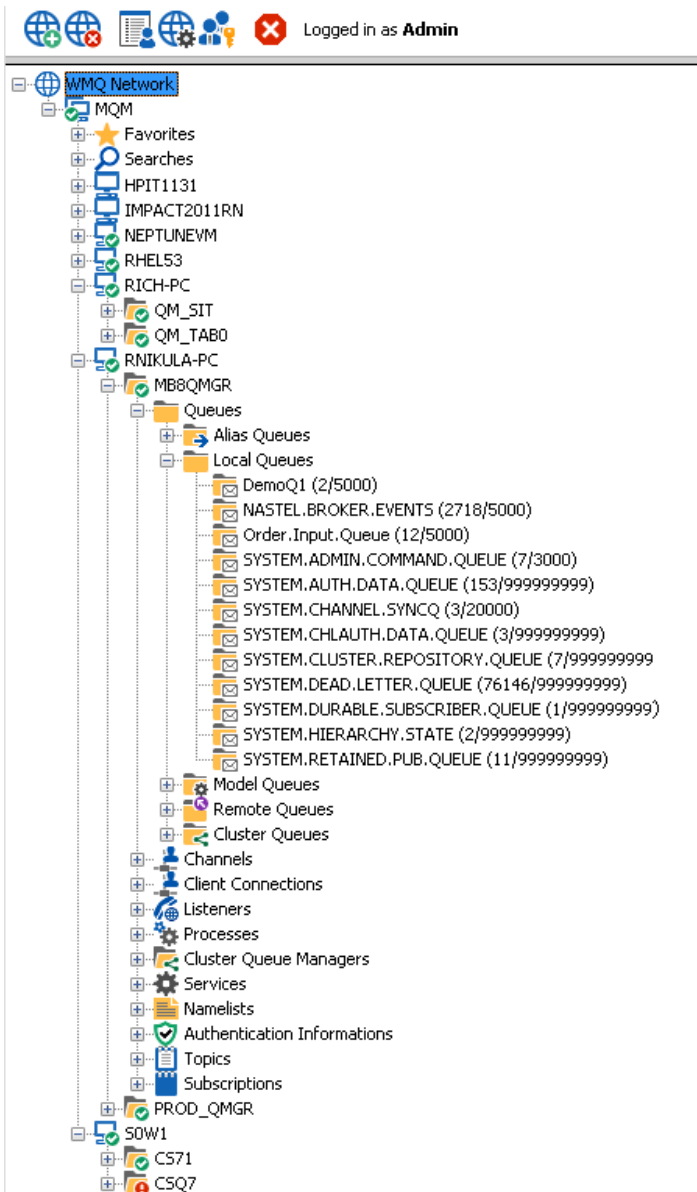 Logged in as Admin
WMQ Network
MQM
Favorites
Searches
HPIT1131
IMPACT2011RN
NEPTUNEVM
RHEL53
RICH-PC
QM_SIT
QM_TAB0
RNIKULA-PC
MB8QMGR
Queues
Alias Queues
Local Queues
DemoQ1 (2/5000)
NASTEL.BROKER.EVENTS (2718/5000)
Order.Input.Queue (12/5000)
SYSTEM.ADMIN.COMMAND.QUEUE (7/3000)
SYSTEM.AUTH.DATA.QUEUE (153/999999999)
SYSTEM.CHANNEL.SYNCQ (3/20000)
SYSTEM.CHLAUTH.DATA.QUEUE (3/999999999)
SYSTEM.CLUSTER.REPOSITORY.QUEUE (7/999999999
SYSTEM.DEAD.LETTER.QUEUE (76146/999999999)
SYSTEM.DURABLE.SUBSCRIBER.QUEUE (1/999999999)
SYSTEM.HIERARCHY.STATE (2/999999999)
SYSTEM.RETAINED.PUB.QUEUE (11/999999999)
Model Queues
Remote Queues
Cluster Queues
Channels
Client Connections
Listeners
Processes
Cluster Queue Managers
Services
Namelists
Authentication Informations
Topics
Subscriptions
PROD_QMGR
S0W1
CS71
CSQ7